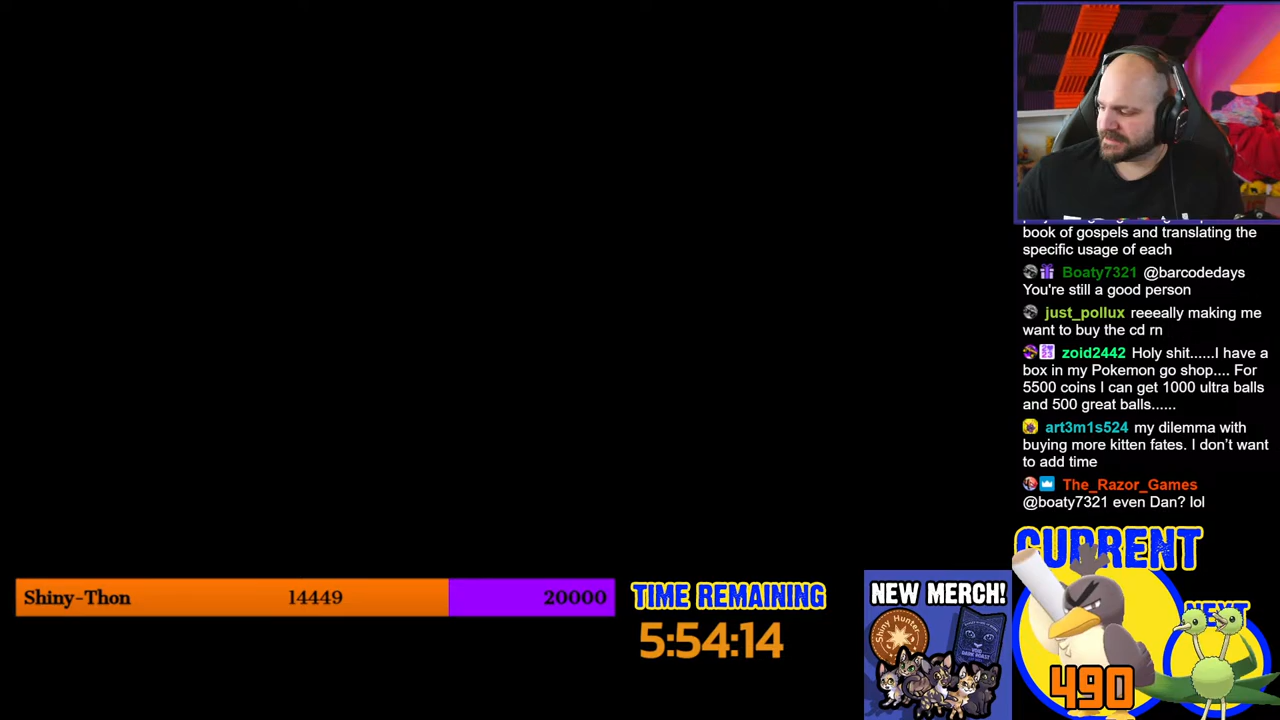 book of gospels and translating the
specific usage of each
Boaty7321 @barcodedays
You're still a good person
just_pollux reeeally making me
want to buy the cd rn
zoid2442 Holy shit......I have a
box in my Pokemon go shop.... For
5500 coins I can get 1000 ultra balls
and 500 great balls......
art3m1s524 my dilemma with
buying more kitten fates. I don't want
to add time
The_Razor_Games
@boaty7321 even Dan? lol
CURRENT
NEXT
490
Shiny-Thon 14449 20000
TIME REMAINING
5:54:14
NEW MERCH!
Shiny Hunter
DARK ROAST